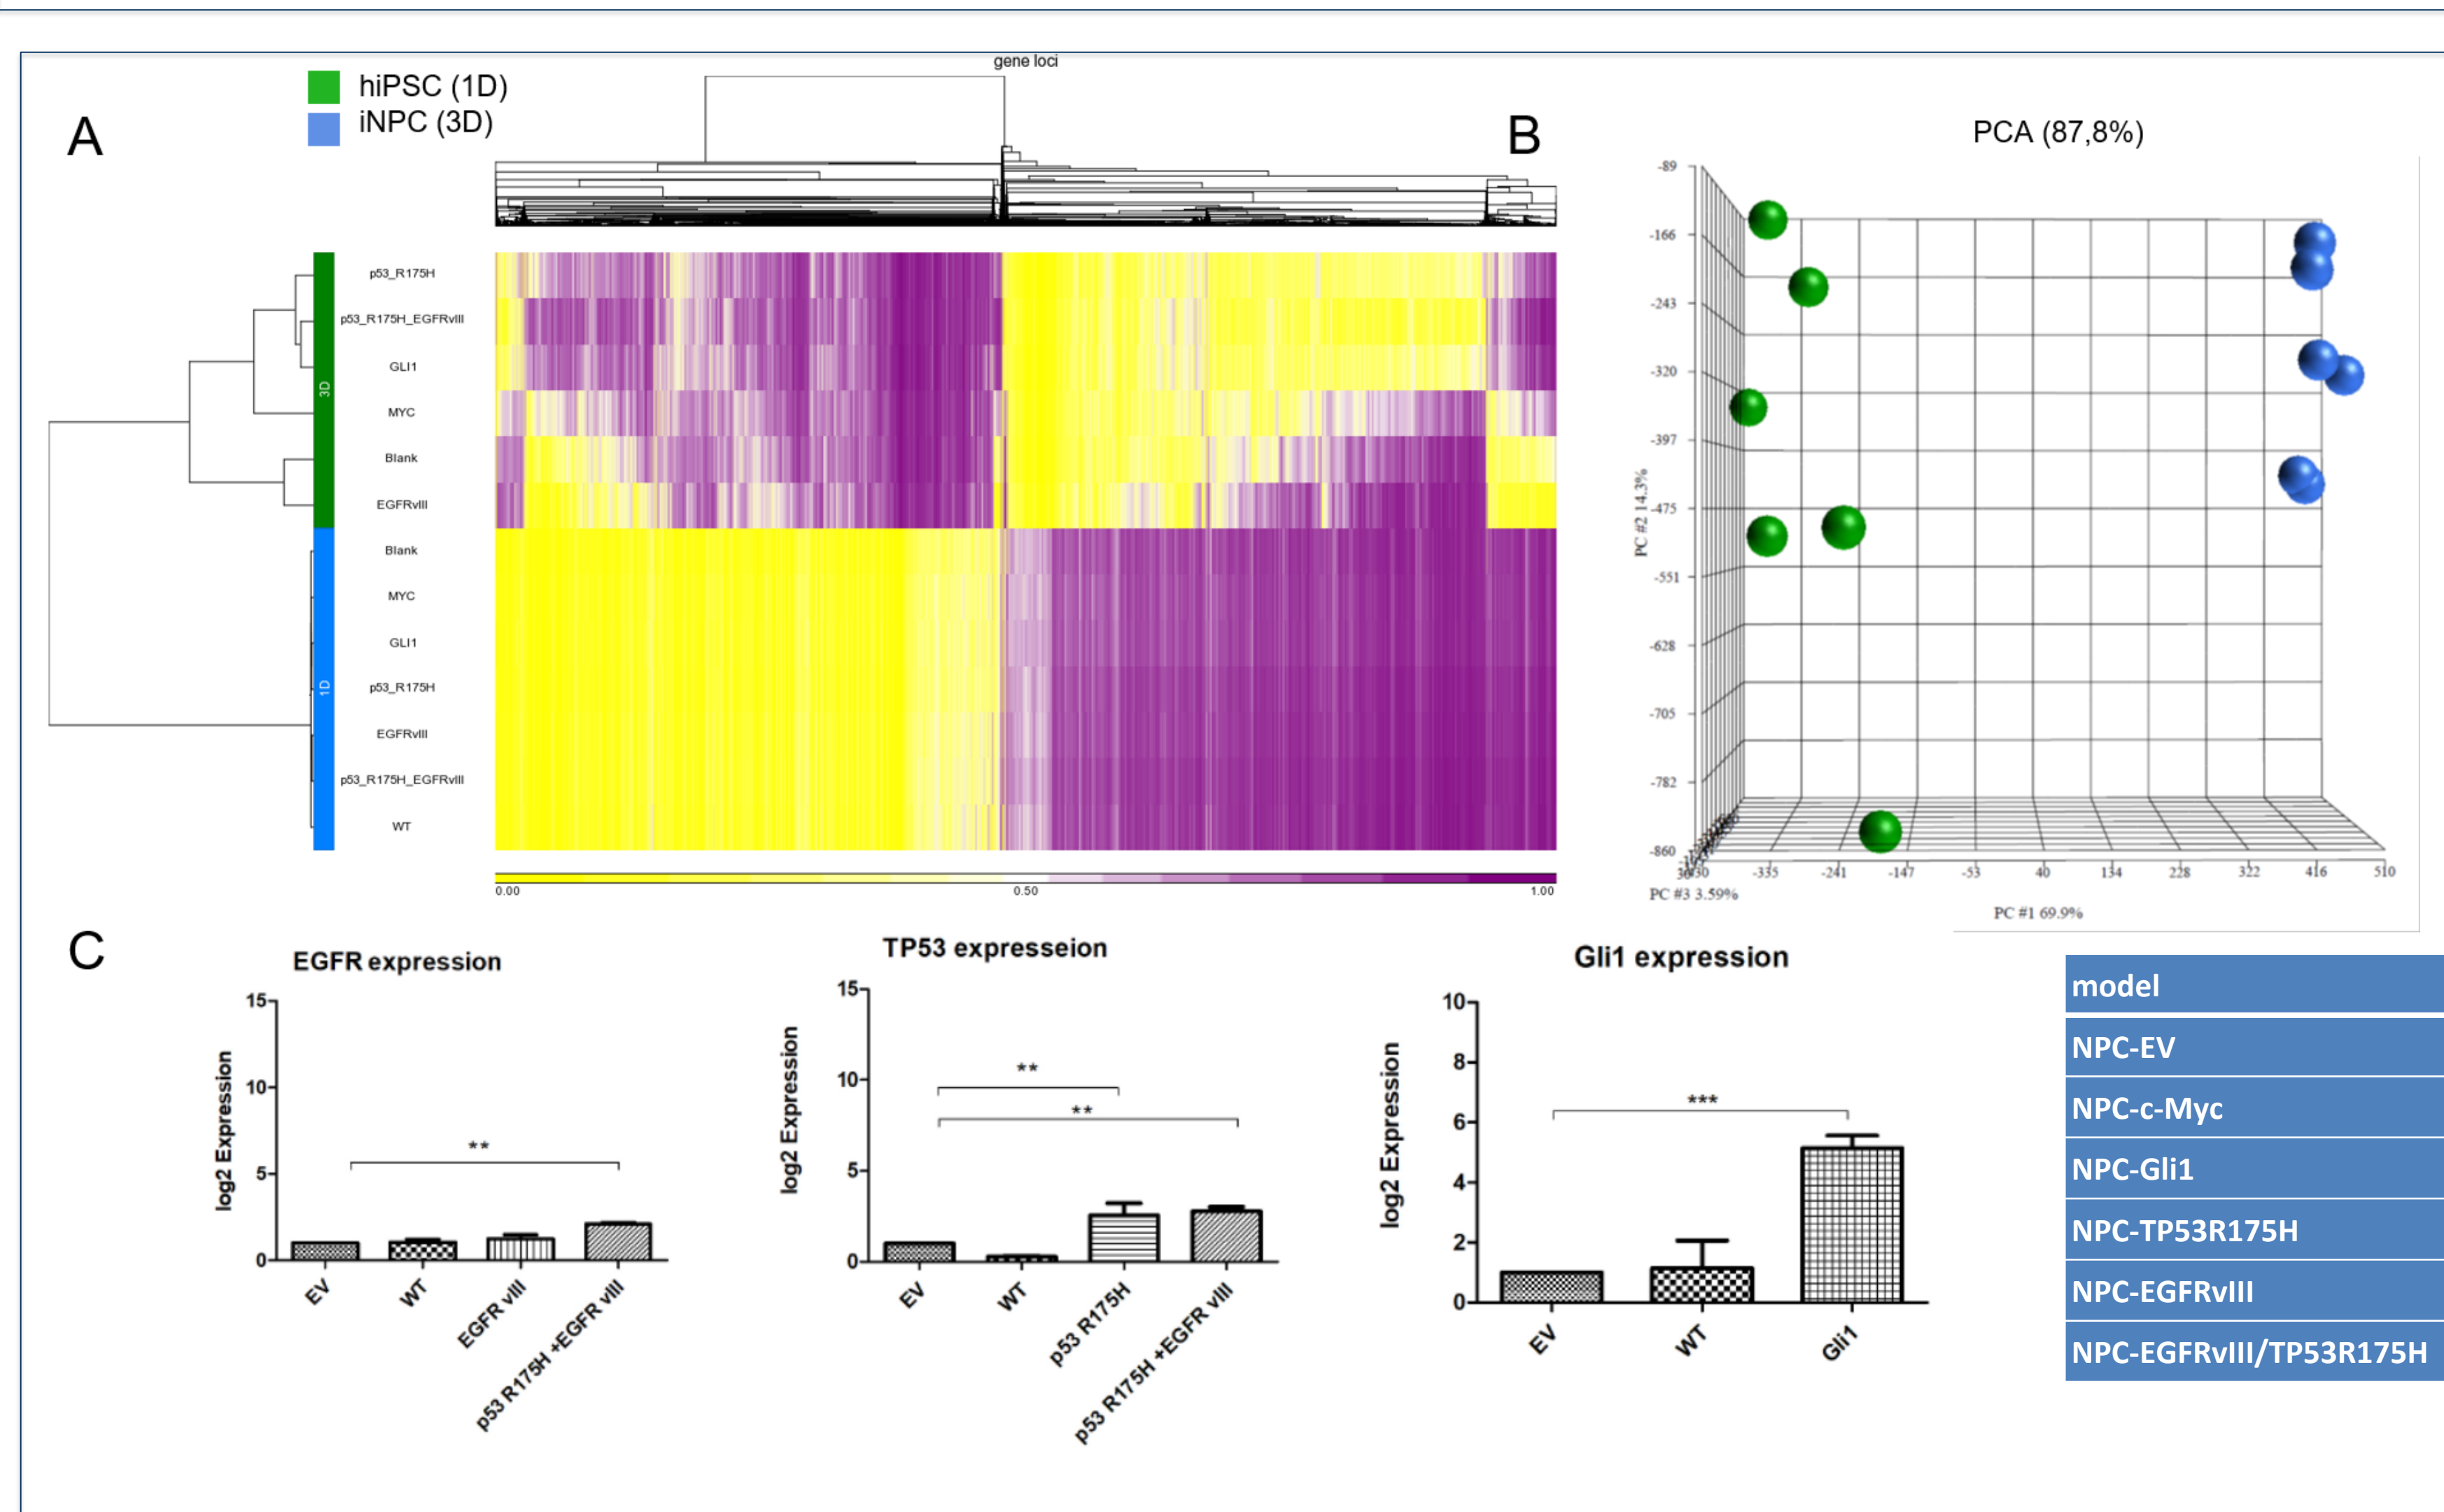 gene loci
hiPSC (1D)
iNPC (3D)
A
3D
1D
p53_R175H
p53_R175H_EGFRvIII
GLI1
MYC
Blank
EGFRvIII
Blank
MYC
GLI1
p53_R175H
EGFRvIII
p53_R175H_EGFRvIII
WT
0.00 0.50 1.00
B
PCA (87,8%)
-89
-166
-243
-320
-397
-475
-551
-628
-705
-782
-860
PC #2 14.3%
-335 -241 -147 -53 40 134 228 322 416 510
PC #3 3.59%
PC #1 69.9%
C
EGFR expression
log2 Expression
15
10
5
0
EV
WT
EGFR vIII
p53 R175H +EGFR vIII
**
TP53 expresseion
log2 Expression
15
10
5
0
**
**
EV
WT
p53 R175H
p53 R175H +EGFR vIII
Gli1 expression
log2 Expression
10
8
6
4
2
0
***
EV
WT
Gli1
model
NPC-EV
NPC-c-Myc
NPC-Gli1
NPC-TP53R175H
NPC-EGFRvIII
NPC-EGFRvIII/TP53R175H